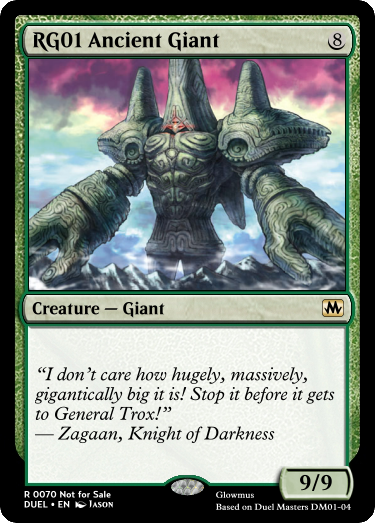 RG01 Ancient Giant 8
Creature — Giant
M
“I don't care how hugely, massively,
gigantically big it is! Stop it before it gets
to General Trox!”
— Zagaan, Knight of Darkness
9/9
R 0070 Not for Sale
DUEL • EN JASON
Glowmus
Based on Duel Masters DM01-04